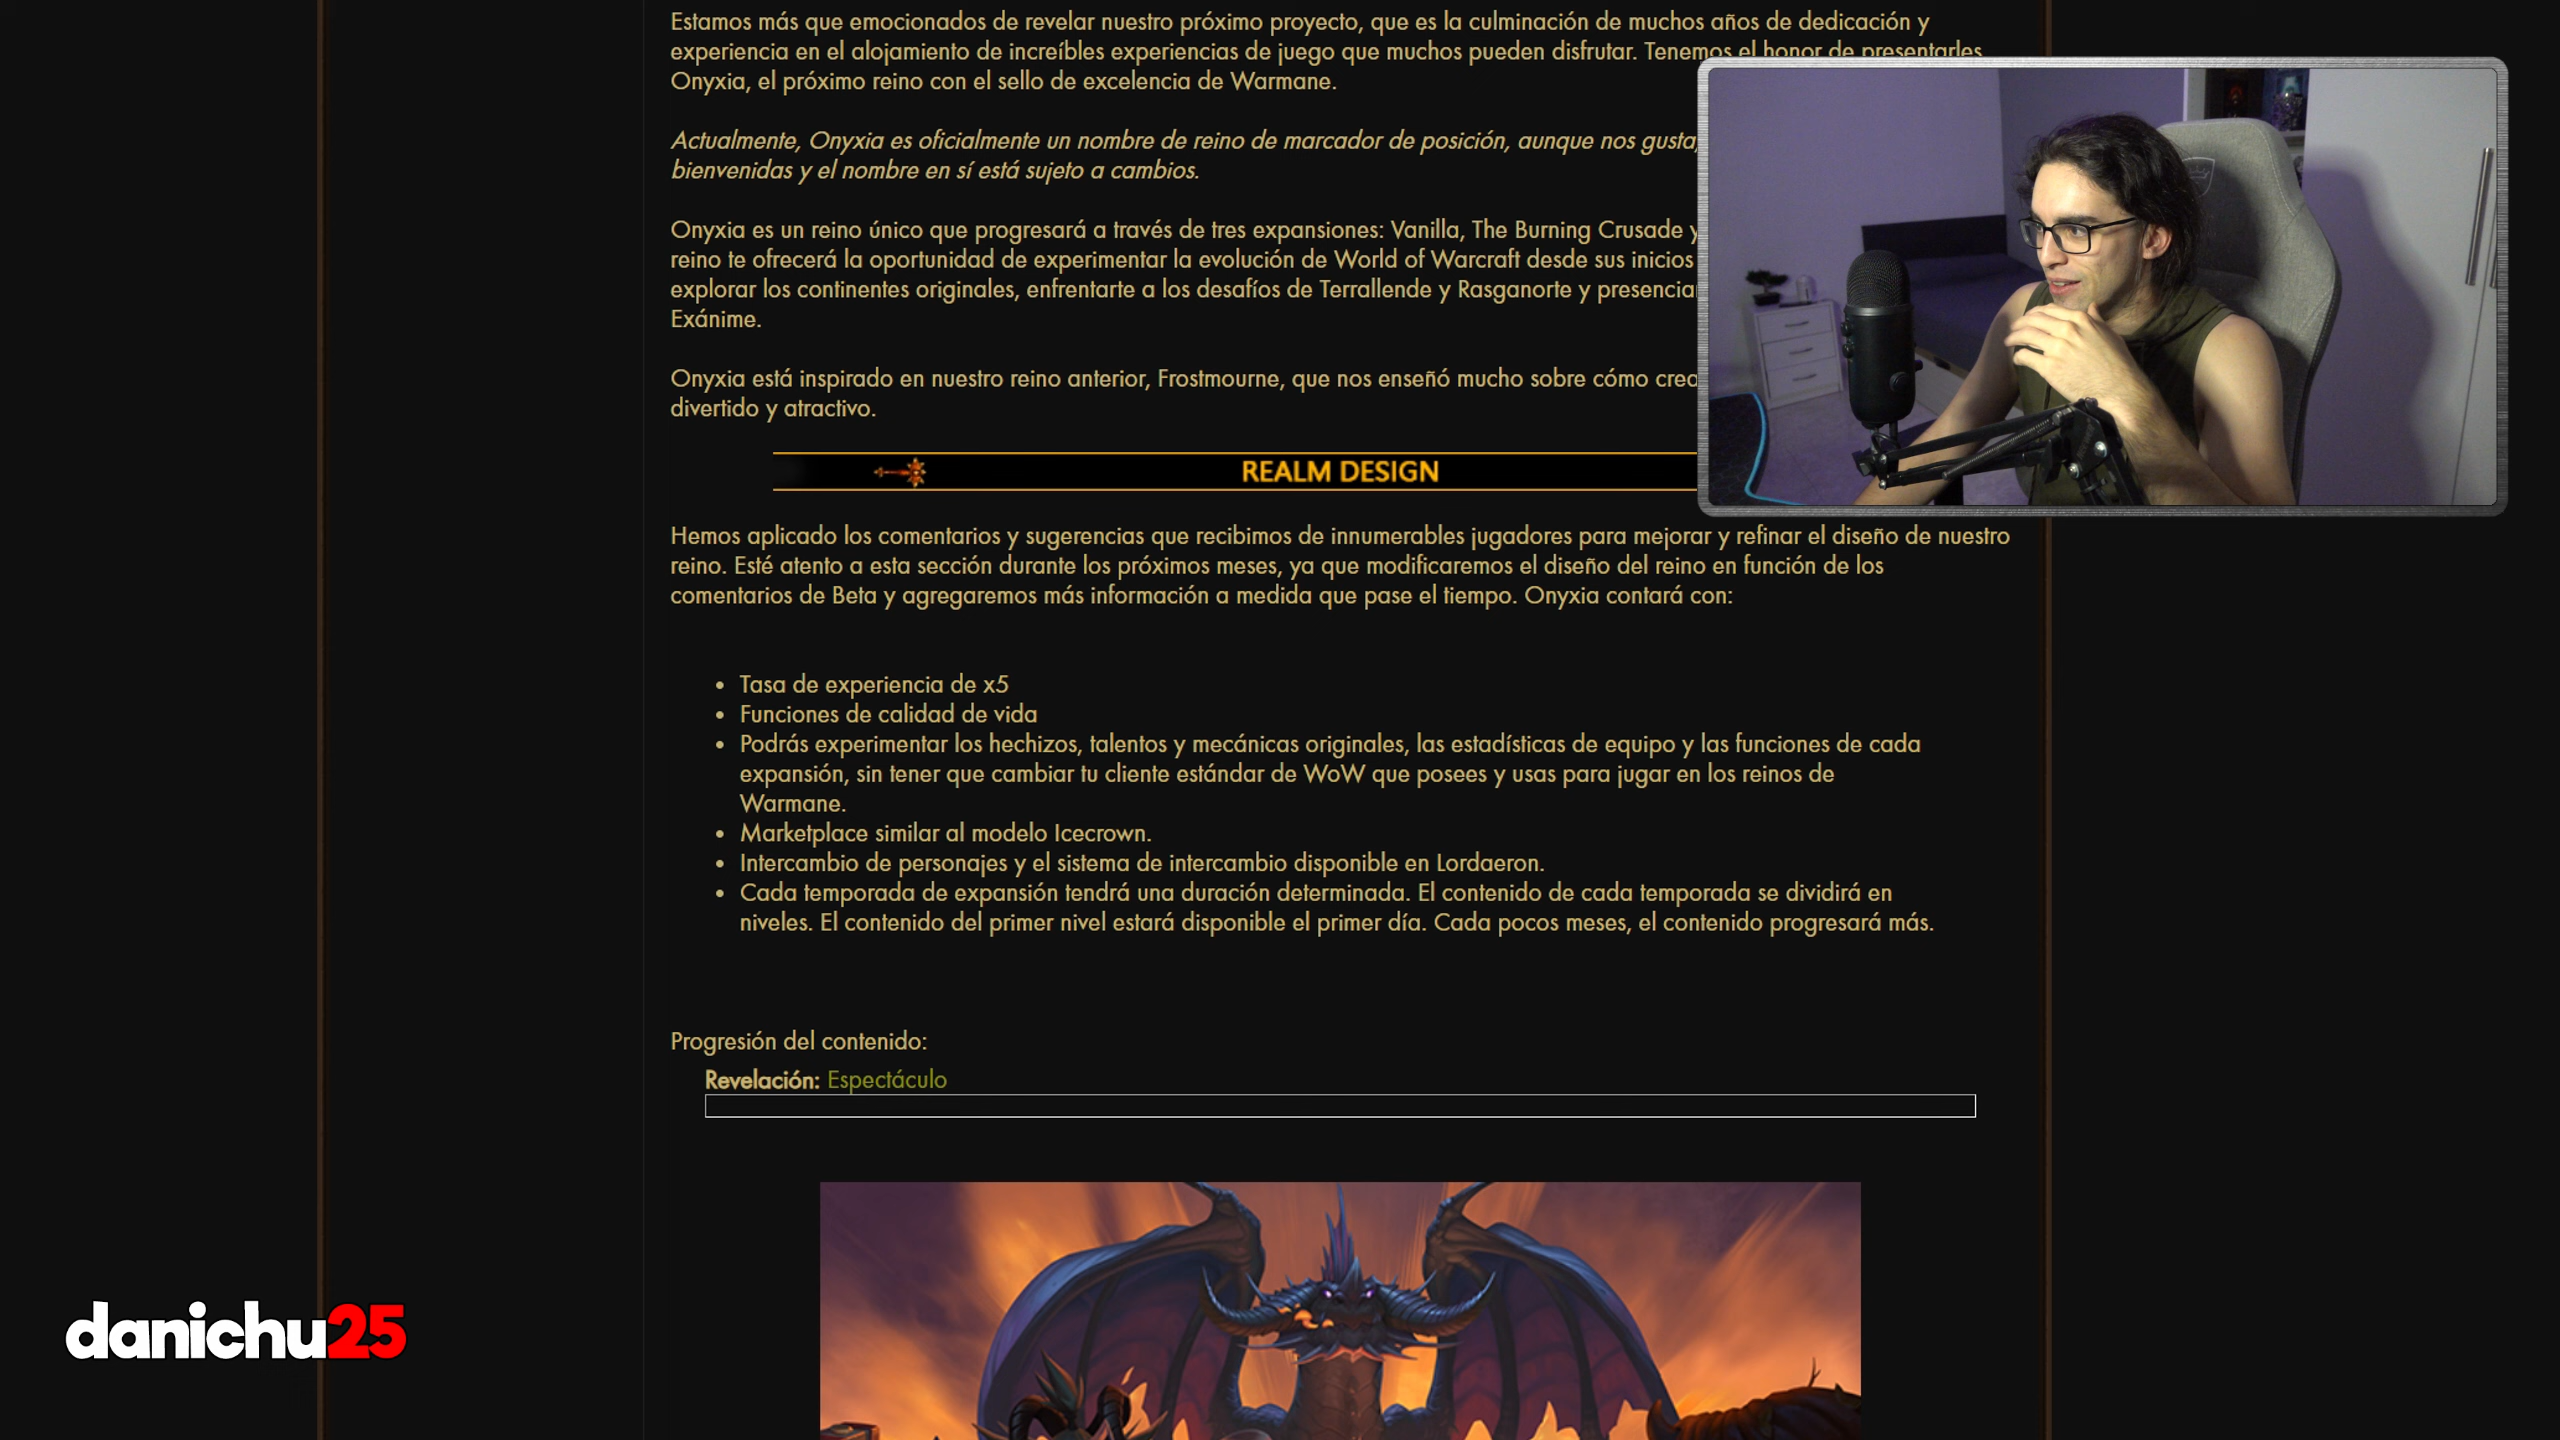 Estamos más que emocionados de revelar nuestro próximo proyecto, que es la culminación de muchos años de dedicación y
experiencia en el alojamiento de increíbles experiencias de juego que muchos pueden disfrutar. Tenemos el honor de presentarles
Onyxia, el próximo reino con el sello de excelencia de Warmane.
Actualmente, Onyxia es oficialmente un nombre de reino de marcador de posición, aunque nos gusta,
bienvenidas y el nombre en sí está sujeto a cambios.
Onyxia es un reino único que progresará a través de tres expansiones: Vanilla, The Burning Crusade y
reino te ofrecerá la oportunidad de experimentar la evolución de World of Warcraft desde sus inicios
explorar los continentes originales, enfrentarte a los desafíos de Terrallende y Rasganorte y presenciar
Exánime.
Onyxia está inspirado en nuestro reino anterior, Frostmourne, que nos enseñó mucho sobre cómo
divertido y atractivo.
REALM DESIGN
Hemos aplicado los comentarios y sugerencias que recibimos de innumerables jugadores para mejorar y refinar el diseño de nuestro
reino. Esté atento a esta sección durante los próximos meses, ya que modificaremos el diseño del reino en función de los
comentarios de Beta y agregaremos más información a medida que pase el tiempo. Onyxia contará con:
• Tasa de experiencia de x5
• Funciones de calidad de vida
• Podrás experimentar los hechizos, talentos y mecánicas originales, las estadísticas de equipo y las funciones de cada
expansión, sin tener que cambiar tu cliente estándar de WoW que posees y usas para jugar en los reinos de
Warmane.
• Marketplace similar al modelo Icecrown.
• Intercambio de personajes y el sistema de intercambio disponible en Lordaeron.
• Cada temporada de expansión tendrá una duración determinada. El contenido de cada temporada se dividirá en
niveles. El contenido del primer nivel estará disponible el primer día. Cada pocos meses, el contenido progresará más.
Progresión del contenido:
Revelación: Espectáculo
danichu25